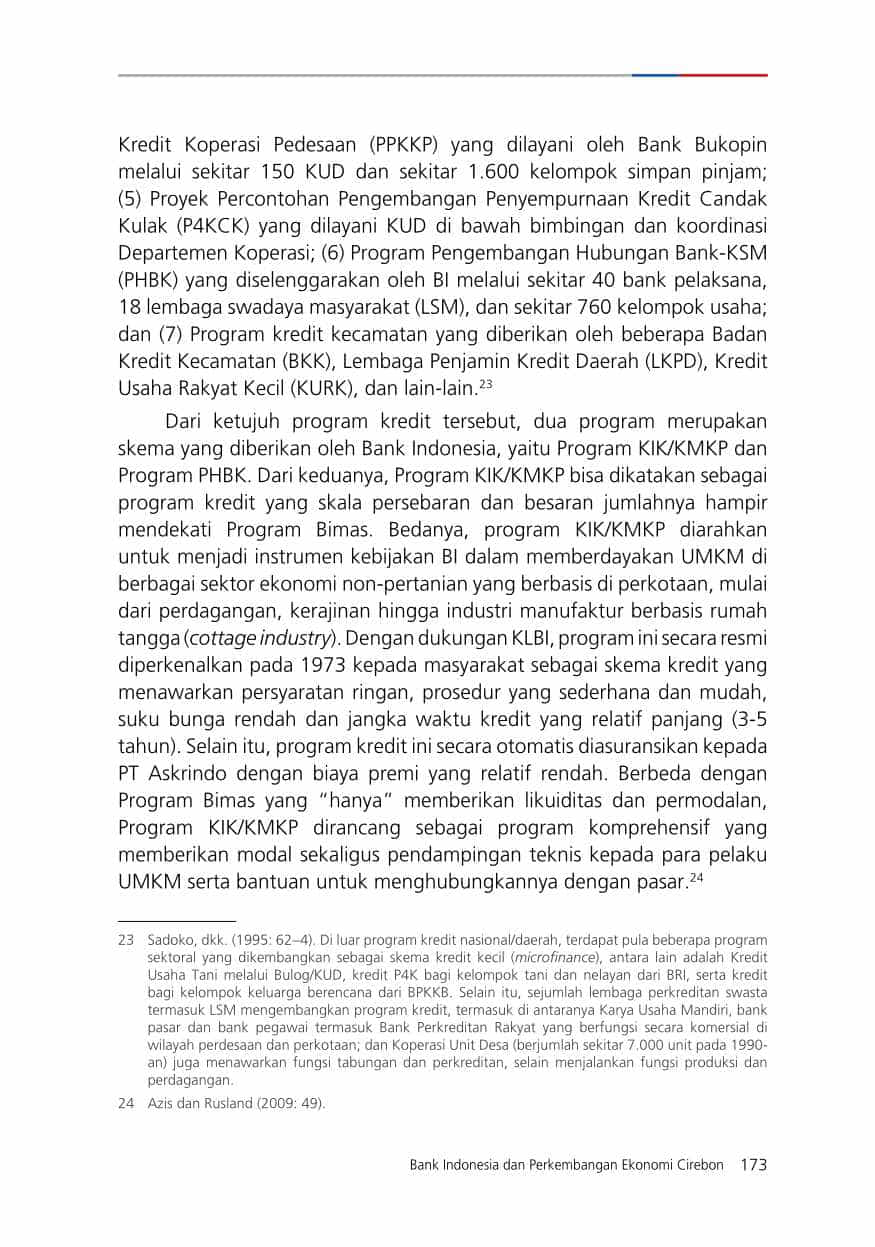 Kredit Koperasi Pedesaan (PPKKP) yang dilayani oleh Bank Bukopin
melalui sekitar 150 KUD dan sekitar 1.600 kelompok simpan pinjam;
(5) Proyek Percontohan Pengembangan Penyempurnaan Kredit Candak
Kulak (P4KCK) yang dilayani KUD di bawah bimbingan dan koordinasi
Departemen Koperasi; (6) Program Pengembangan Hubungan Bank-KSM
(PHBK) yang diselenggarakan oleh BI melalui sekitar 40 bank pelaksana,
18 lembaga swadaya masyarakat (LSM), dan sekitar 760 kelompok usaha;
dan (7) Program kredit kecamatan yang diberikan oleh beberapa Badan
Kredit Kecamatan (BKK), Lembaga Penjamin Kredit Daerah (LKPD), Kredit
Usaha Rakyat Kecil (KURK), dan lain-lain.23
Dari ketujuh program kredit tersebut, dua program merupakan
skema yang diberikan oleh Bank Indonesia, yaitu Program KIK/KMKP dan
Program PHBK. Dari keduanya, Program KIK/KMKP bisa dikatakan sebagai
program kredit yang skala persebaran dan besaran jumlahnya hampir
mendekati Program Bimas. Bedanya, program KIK/KMKP diarahkan
untuk menjadi instrumen kebijakan BI dalam memberdayakan UMKM di
berbagai sektor ekonomi non-pertanian yang berbasis di perkotaan, mulai
dari perdagangan, kerajinan hingga industri manufaktur berbasis rumah
tangga (cottage industry). Dengan dukungan KLBI, program ini secara resmi
diperkenalkan pada 1973 kepada masyarakat sebagai skema kredit yang
menawarkan persyaratan ringan, prosedur yang sederhana dan mudah,
suku bunga rendah dan jangka waktu kredit yang relatif panjang (3-5
tahun). Selain itu, program kredit ini secara otomatis diasuransikan kepada
PT Askrindo dengan biaya premi yang relatif rendah. Berbeda dengan
Program Bimas yang “hanya” memberikan likuiditas dan permodalan,
Program KIK/KMKP dirancang sebagai program komprehensif yang
memberikan modal sekaligus pendampingan teknis kepada para pelaku
UMKM serta bantuan untuk menghubungkannya dengan pasar.24
23 Sadoko, dkk. (1995: 62–4). Di luar program kredit nasional/daerah, terdapat pula beberapa program
sektoral yang dikembangkan sebagai skema kredit kecil (microfinance), antara lain adalah Kredit
Usaha Tani melalui Bulog/KUD, kredit P4K bagi kelompok tani dan nelayan dari BRI, serta kredit
bagi kelompok keluarga berencana dari BPKKB. Selain itu, sejumlah lembaga perkreditan swasta
termasuk LSM mengembangkan program kredit, termasuk di antaranya Karya Usaha Mandiri, bank
pasar dan bank pegawai termasuk Bank Perkreditan Rakyat yang berfungsi secara komersial di
wilayah perdesaan dan perkotaan; dan Koperasi Unit Desa (berjumlah sekitar 7.000 unit pada 1990-
an) juga menawarkan fungsi tabungan dan perkreditan, selain menjalankan fungsi produksi dan
perdagangan.
24 Azis dan Rusland (2009: 49).
Bank Indonesia dan Perkembangan Ekonomi Cirebon 173